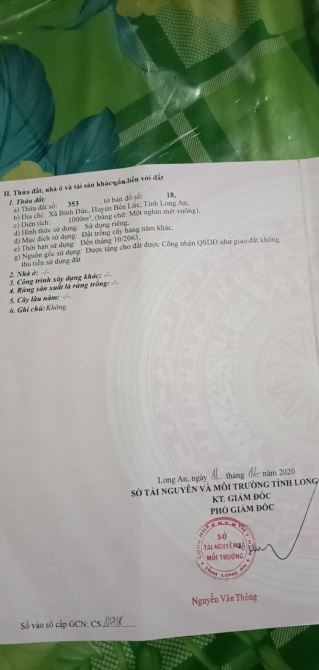 II. Thửa đất, nhà ở và tài sản khác gắn liền với đất
1. Thửa đất:
a) Thửa đất số: 353 , tờ bản đồ số: 18,
b) Địa chỉ: Xã Bình Đức, Huyện Bến Lức, Tỉnh Long An,
c) Diện tích: 1000m², (bằng chữ: Một nghìn mét vuông),
d) Hình thức sử dụng: Sử dụng riêng,
đ) Mục đích sử dụng: Đất trồng cây hàng năm khác,
e) Thời hạn sử dụng: Đến tháng 10/2063,
g) Nguồn gốc sử dụng: Được tặng cho đất được Công nhận QSDĐ như giao đất không
thu tiền sử dụng đất
2. Nhà ở: -/-.
3. Công trình xây dựng khác: -/-.
4. Rừng sản xuất là rừng trồng: -/-.
5. Cây lâu năm: -/-.
6. Ghi chú: Không
Long An, ngày tháng năm 2020
SỞ TÀI NGUYÊN VÀ MÔI TRƯỜNG TỈNH LONG
KT. GIÁM ĐỐC
PHÓ GIÁM ĐỐC
SỞ
TÀI NGUYÊN VÀ
MÔI TRƯỜNG
TỈNH LONG AN
Nguyễn Văn Thông
Số vào sổ cấp GCN: CS